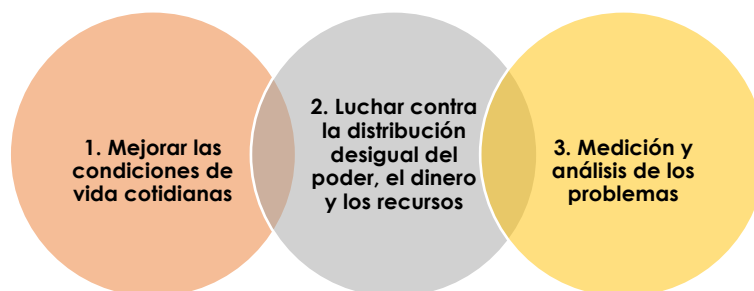 1. Mejorar las
condiciones de
vida cotidianas
2. Luchar contra
la distribución
desigual del
poder, el dinero
y los recursos
3. Medición y
análisis de los
problemas